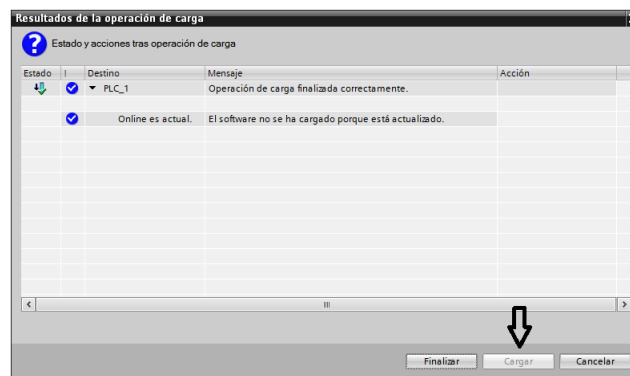 Resultados de la operación de carga
Estado y acciones tras operación de carga
Estado ! Destino Mensaje Acción
PLC_1 Operación de carga finalizada correctamente.
Online es actual. El software no se ha cargado porque está actualizado.
Finalizar Cargar Cancelar